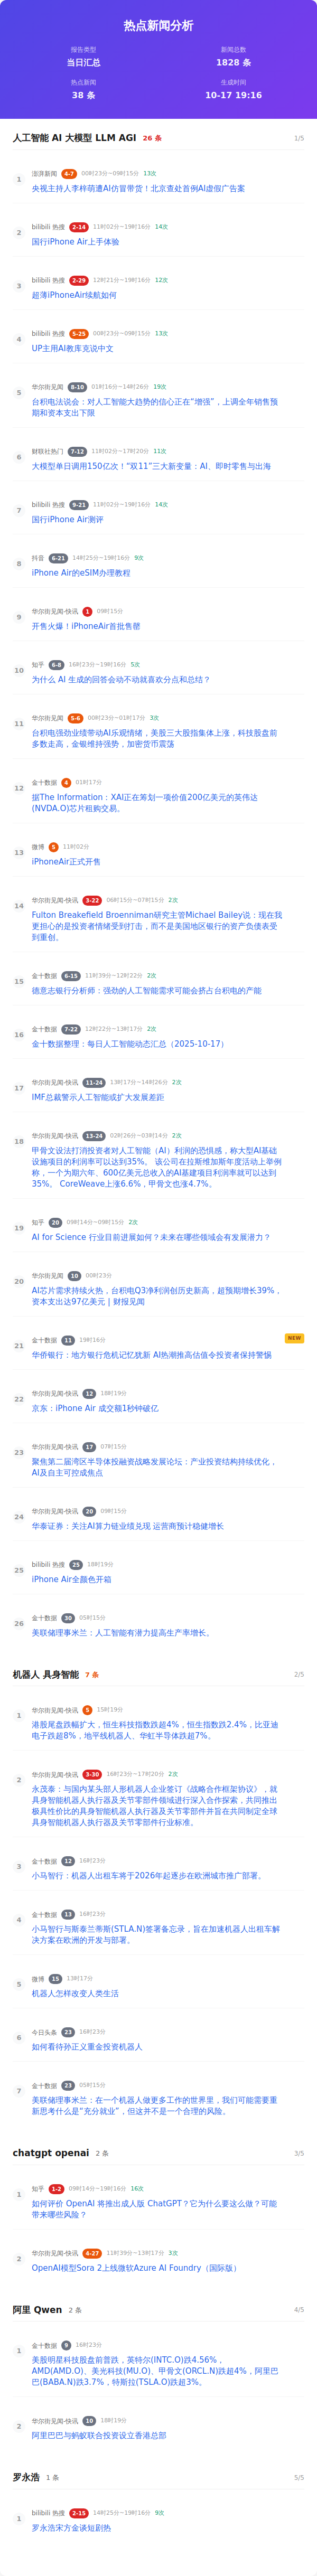 热点新闻分析
报告类型
当日汇总
新闻总数
1828 条
热点新闻
38 条
生成时间
10-17 19:16
人工智能 AI 大模型 LLM AGI 26 条 1/5
1
澎湃新闻 4-7 00时23分~09时15分 13次
央视主持人李梓萌遭AI仿冒带货！北京查处首例AI虚假广告案
2
bilibili 热搜 2-14 11时02分~19时16分 14次
国行iPhone Air上手体验
3
bilibili 热搜 2-29 12时21分~19时16分 12次
超薄iPhoneAir续航如何
4
bilibili 热搜 5-25 00时23分~09时15分 13次
UP主用AI教库克说中文
5
华尔街见闻 8-10 01时16分~14时26分 19次
台积电法说会：对人工智能大趋势的信心正在“增强”，上调全年销售预
期和资本支出下限
6
财联社热门 7-12 11时02分~17时20分 11次
大模型单日调用150亿次！“双11”三大新变量：AI、即时零售与出海
7
bilibili 热搜 9-21 11时02分~19时16分 14次
国行iPhone Air测评
8
抖音 6-21 14时25分~19时16分 9次
iPhone Air的eSIM办理教程
9
华尔街见闻-快讯 1 09时15分
开售火爆！iPhoneAir首批售罄
10
知乎 6-8 16时23分~19时16分 5次
为什么 AI 生成的回答会动不动就喜欢分点和总结？
11
华尔街见闻 5-6 00时23分~01时17分 3次
台积电强劲业绩带动AI乐观情绪，美股三大股指集体上涨，科技股盘前
多数走高，金银维持强势，加密货币震荡
12
金十数据 4 01时17分
据The Information：XAI正在筹划一项价值200亿美元的英伟达
(NVDA.O)芯片租购交易。
13
微博 5 11时02分
iPhoneAir正式开售
14
华尔街见闻-快讯 3-22 06时15分~07时15分 2次
Fulton Breakefield Broenniman研究主管Michael Bailey说：现在我
更担心的是投资者情绪受到打击，而不是美国地区银行的资产负债表受
到重创。
15
金十数据 6-15 11时39分~12时22分 2次
德意志银行分析师：强劲的人工智能需求可能会挤占台积电的产能
16
金十数据 7-22 12时22分~13时17分 2次
金十数据整理：每日人工智能动态汇总（2025-10-17）
17
华尔街见闻-快讯 11-24 13时17分~14时26分 2次
IMF总裁警示人工智能或扩大发展差距
18
华尔街见闻-快讯 13-24 02时26分~03时14分 2次
甲骨文设法打消投资者对人工智能（AI）利润的恐惧感，称大型AI基础
设施项目的利润率可以达到35%。 该公司在拉斯维加斯年度活动上举例
称，一个为期六年、600亿美元总收入的AI基建项目利润率就可以达到
35%。 CoreWeave上涨6.6%，甲骨文也涨4.7%。
19
知乎 20 09时14分~09时15分 2次
AI for Science 行业目前进展如何？未来在哪些领域会有发展潜力？
20
华尔街见闻 10 00时23分
AI芯片需求持续火热，台积电Q3净利润创历史新高，超预期增长39%，
资本支出达97亿美元 | 财报见闻
21
金十数据 11 19时16分 NEW
华侨银行：地方银行危机记忆犹新 AI热潮推高估值令投资者保持警惕
22
华尔街见闻-快讯 12 18时19分
京东：iPhone Air 成交额1秒钟破亿
23
华尔街见闻-快讯 17 07时15分
聚焦第二届湾区半导体投融资战略发展论坛：产业投资结构持续优化，
AI及自主可控成焦点
24
华尔街见闻-快讯 20 09时15分
华泰证券：关注AI算力链业绩兑现 运营商预计稳健增长
25
bilibili 热搜 25 18时19分
iPhone Air全颜色开箱
26
金十数据 30 05时15分
美联储理事米兰：人工智能有潜力提高生产率增长。
机器人 具身智能 7 条 2/5
1
华尔街见闻-快讯 5 15时19分
港股尾盘跌幅扩大，恒生科技指数跌超4%，恒生指数跌2.4%，比亚迪
电子跌超8%，地平线机器人、华虹半导体跌超7%。
2
华尔街见闻-快讯 3-30 16时23分~17时20分 2次
永茂泰：与国内某头部人形机器人企业签订《战略合作框架协议》，就
具身智能机器人执行器及关节零部件领域进行深入合作探索，共同推出
极具性价比的具身智能机器人执行器及关节零部件并旨在共同制定全球
具身智能机器人执行器及关节零部件行业标准。
3
金十数据 12 16时23分
小马智行：机器人出租车将于2026年起逐步在欧洲城市推广部署。
4
金十数据 13 16时23分
小马智行与斯泰兰蒂斯(STLA.N)签署备忘录，旨在加速机器人出租车解
决方案在欧洲的开发与部署。
5
微博 15 13时17分
机器人怎样改变人类生活
6
今日头条 23 16时23分
如何看待孙正义重金投资机器人
7
金十数据 23 05时15分
美联储理事米兰：在一个机器人做更多工作的世界里，我们可能需要重
新思考什么是“充分就业”，但这并不是一个合理的风险。
chatgpt openai 2 条 3/5
1
知乎 1-2 09时14分~19时16分 16次
如何评价 OpenAI 将推出成人版 ChatGPT？它为什么要这么做？可能
带来哪些风险？
2
华尔街见闻-快讯 4-27 11时39分~13时17分 3次
OpenAI模型Sora 2上线微软Azure AI Foundry（国际版）
阿里 Qwen 2 条 4/5
1
金十数据 9 16时23分
美股明星科技股盘前普跌，英特尔(INTC.O)跌4.56%，
AMD(AMD.O)、美光科技(MU.O)、甲骨文(ORCL.N)跌超4%，阿里巴
巴(BABA.N)跌3.7%，特斯拉(TSLA.O)跌超3%。
2
华尔街见闻-快讯 10 18时19分
阿里巴巴与蚂蚁联合投资设立香港总部
罗永浩 1 条 5/5
1
bilibili 热搜 2-15 14时25分~19时16分 9次
罗永浩宋方金谈短剧热